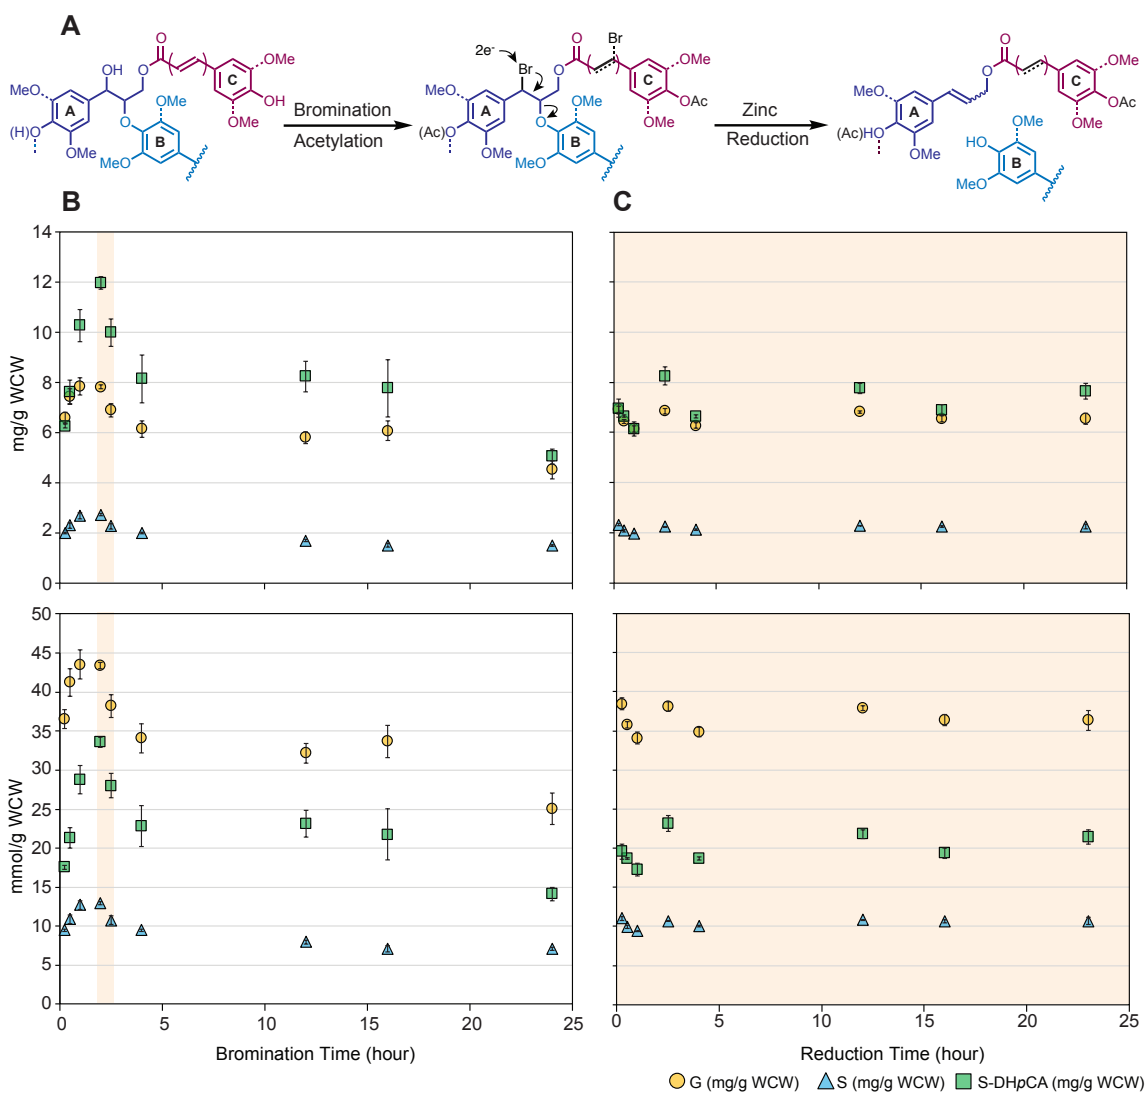 A
O
OH
O
C
OMe
OH
OMe
MeO
A
(H)O
OMe
OMe
O
B
MeO
Bromination
Acetylation
2e-
Br
O
O
Br
C
OMe
OAc
OMe
MeO
A
(Ac)O
OMe
OMe
O
B
MeO
Zinc
Reduction
O
O
C
OMe
OAc
OMe
MeO
A
(Ac)HO
OMe
OMe
HO
B
MeO
B
C
14
12
10
8
6
4
2
0
mg/g WCW
50
45
40
35
30
25
20
15
10
5
0
mmol/g WCW
0 5 10 15 20 25
Bromination Time (hour)
0 5 10 15 20 25
Reduction Time (hour)
G (mg/g WCW) S (mg/g WCW) S-DHpCA (mg/g WCW)